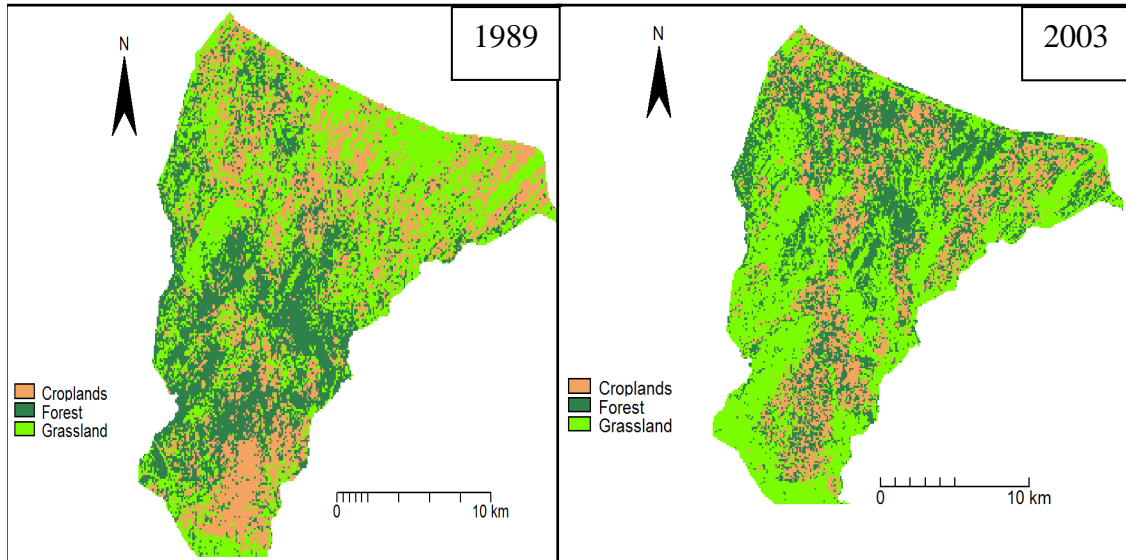 1989
N
Croplands
Forest
Grassland
0 10 km
2003
N
Croplands
Forest
Grassland
0 10 km